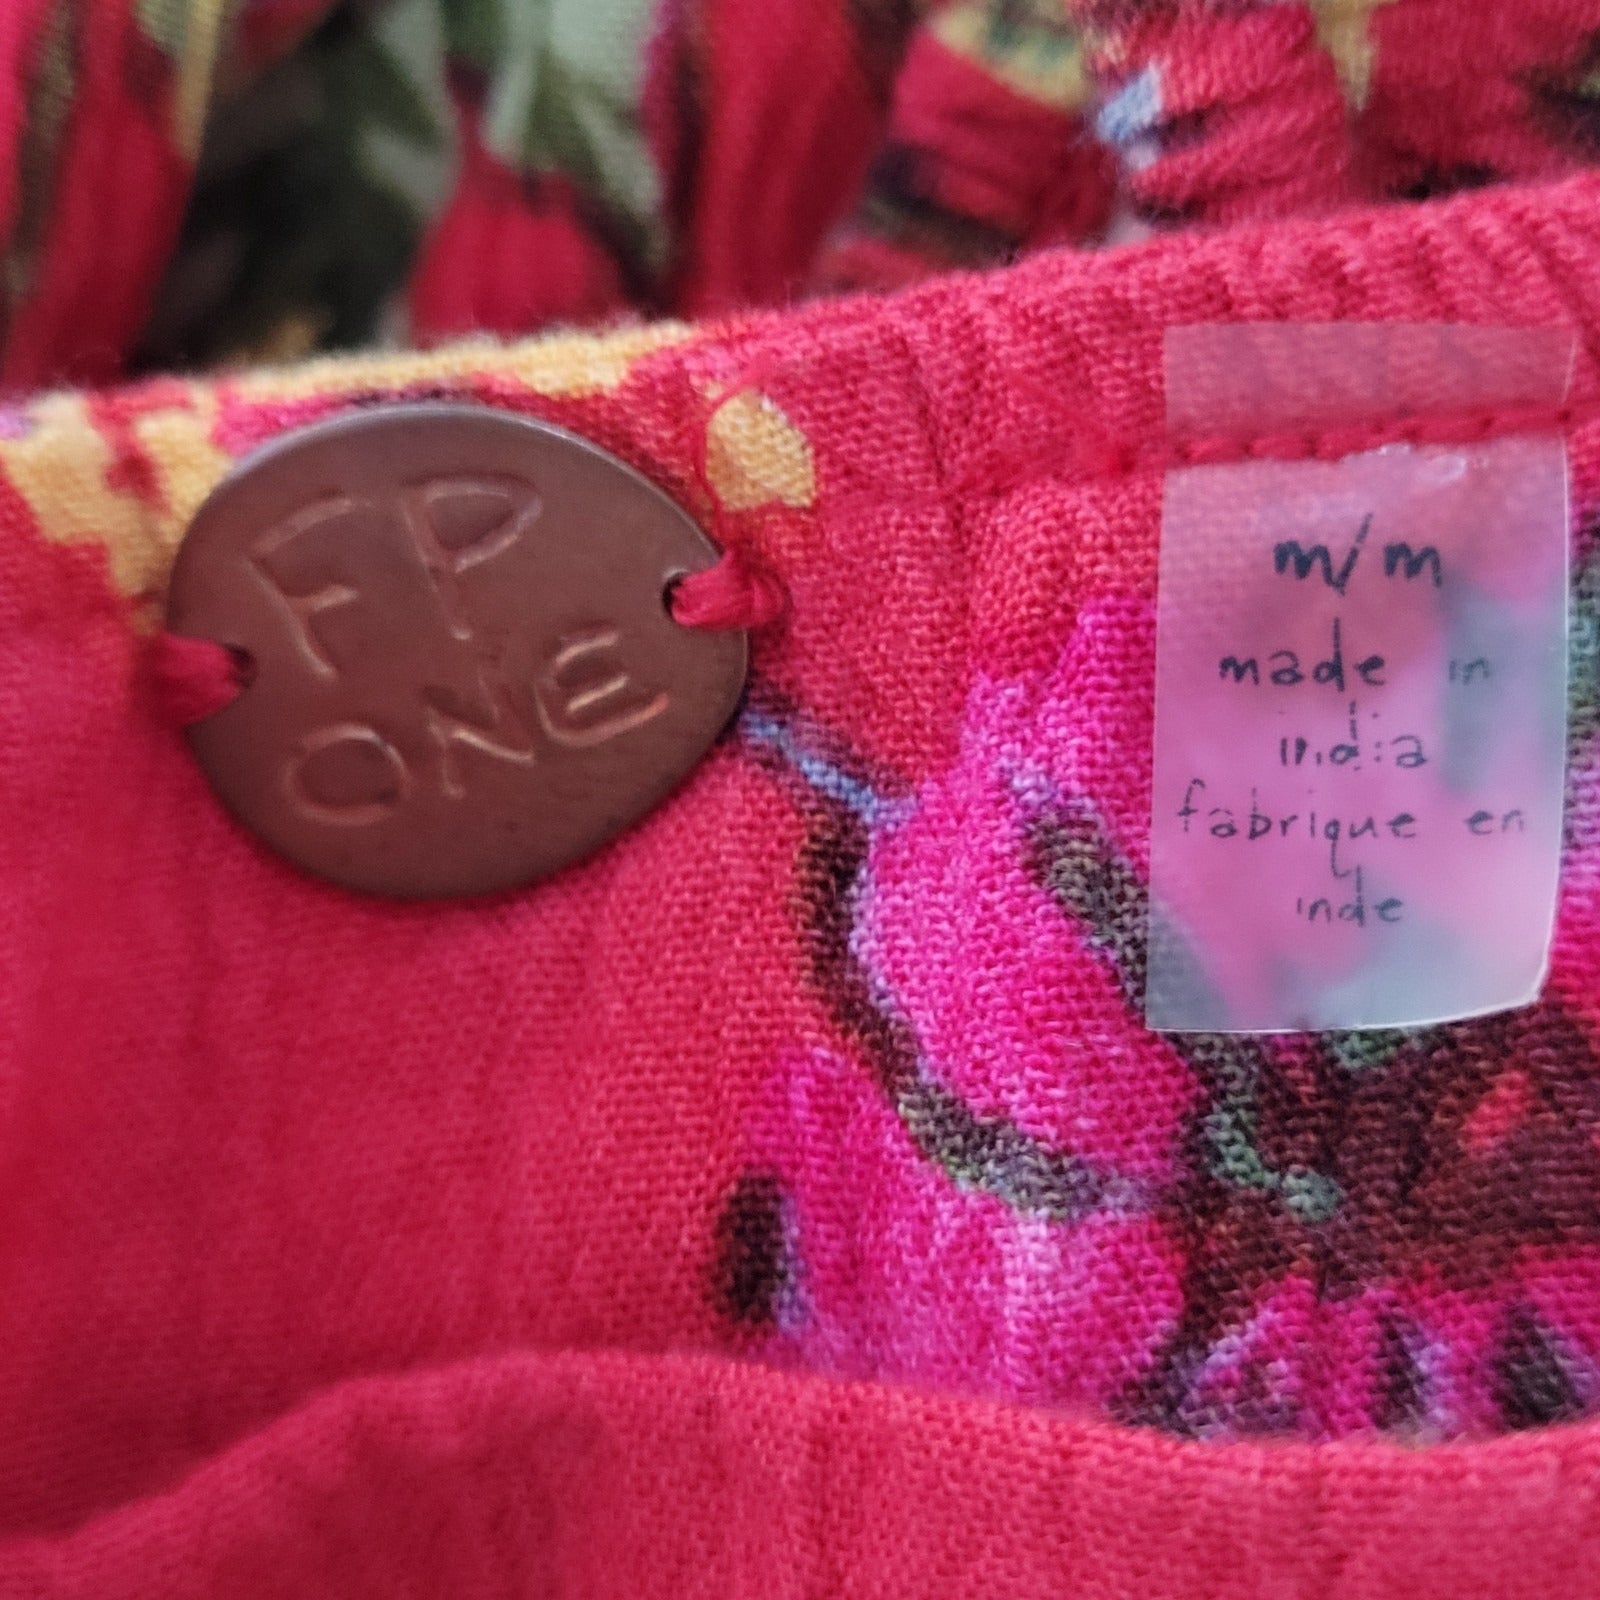 FP
ONE
m/m
made in
india
fabrique en
inde